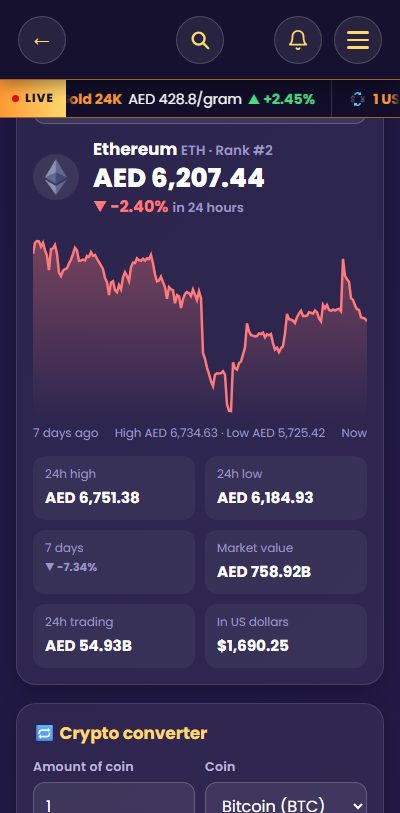 ←
LIVE
old 24K AED 428.8/gram ▲ +2.45%
1 US
Ethereum ETH · Rank #2
AED 6,207.44
▼ -2.40% in 24 hours
7 days ago High AED 6,734.63 · Low AED 5,725.42 Now
24h high
AED 6,751.38
24h low
AED 6,184.93
7 days
▼ -7.34%
Market value
AED 758.92B
24h trading
AED 54.93B
In US dollars
$1,690.25
Crypto converter
Amount of coin
1
Coin
Bitcoin (BTC)